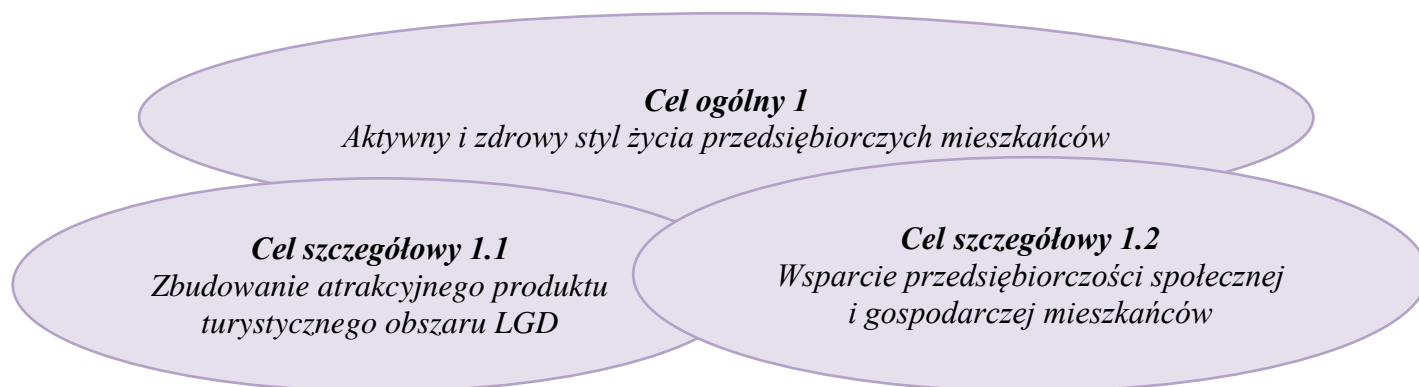 Cel ogólny 1
Aktywny i zdrowy styl życia przedsiębiorczych mieszkańców
Cel szczegółowy 1.1
Zbudowanie atrakcyjnego produktu
turystycznego obszaru LGD
Cel szczegółowy 1.2
Wsparcie przedsiębiorczości społecznej
i gospodarczej mieszkańców